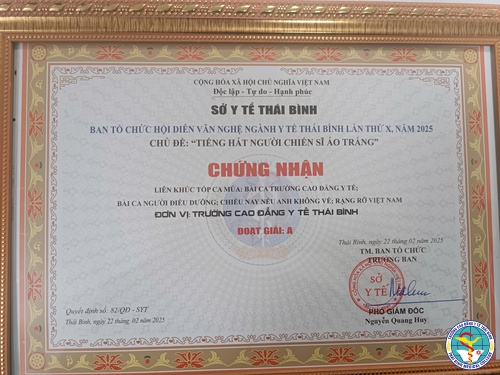 CỘNG HÒA XÃ HỘI CHỦ NGHĨA VIỆT NAM
Độc lập - Tự do - Hạnh phúc
SỞ Y TẾ THÁI BÌNH
BAN TỔ CHỨC HỘI DIỄN VĂN NGHỆ NGÀNH Y TẾ THÁI BÌNH LẦN THỨ X, NĂM 2025
CHỦ ĐỀ: "TIẾNG HÁT NGƯỜI CHIẾN SĨ ÁO TRẮNG"
CHỨNG NHẬN
LIÊN KHÚC TỐP CA MÚA: BÀI CA TRƯỜNG CAO ĐẲNG Y TẾ;
BÀI CA NGƯỜI ĐIỀU DƯỠNG; CHIỀU NAY NẾU ANH KHÔNG VỀ; RẠNG RỠ VIỆT NAM
ĐƠN VỊ: TRƯỜNG CAO ĐẲNG Y TẾ THÁI BÌNH
ĐOẠT GIẢI: A
Thái Bình, ngày 22 tháng 02 năm 2025
TM. BAN TỔ CHỨC
TRƯỞNG BAN
SỞ
Y TẾ
PHÓ GIÁM ĐỐC
Nguyễn Quang Huy
Quyết định số: 82/QĐ - SYT
Thái Bình, ngày 22 tháng 02 năm 2025